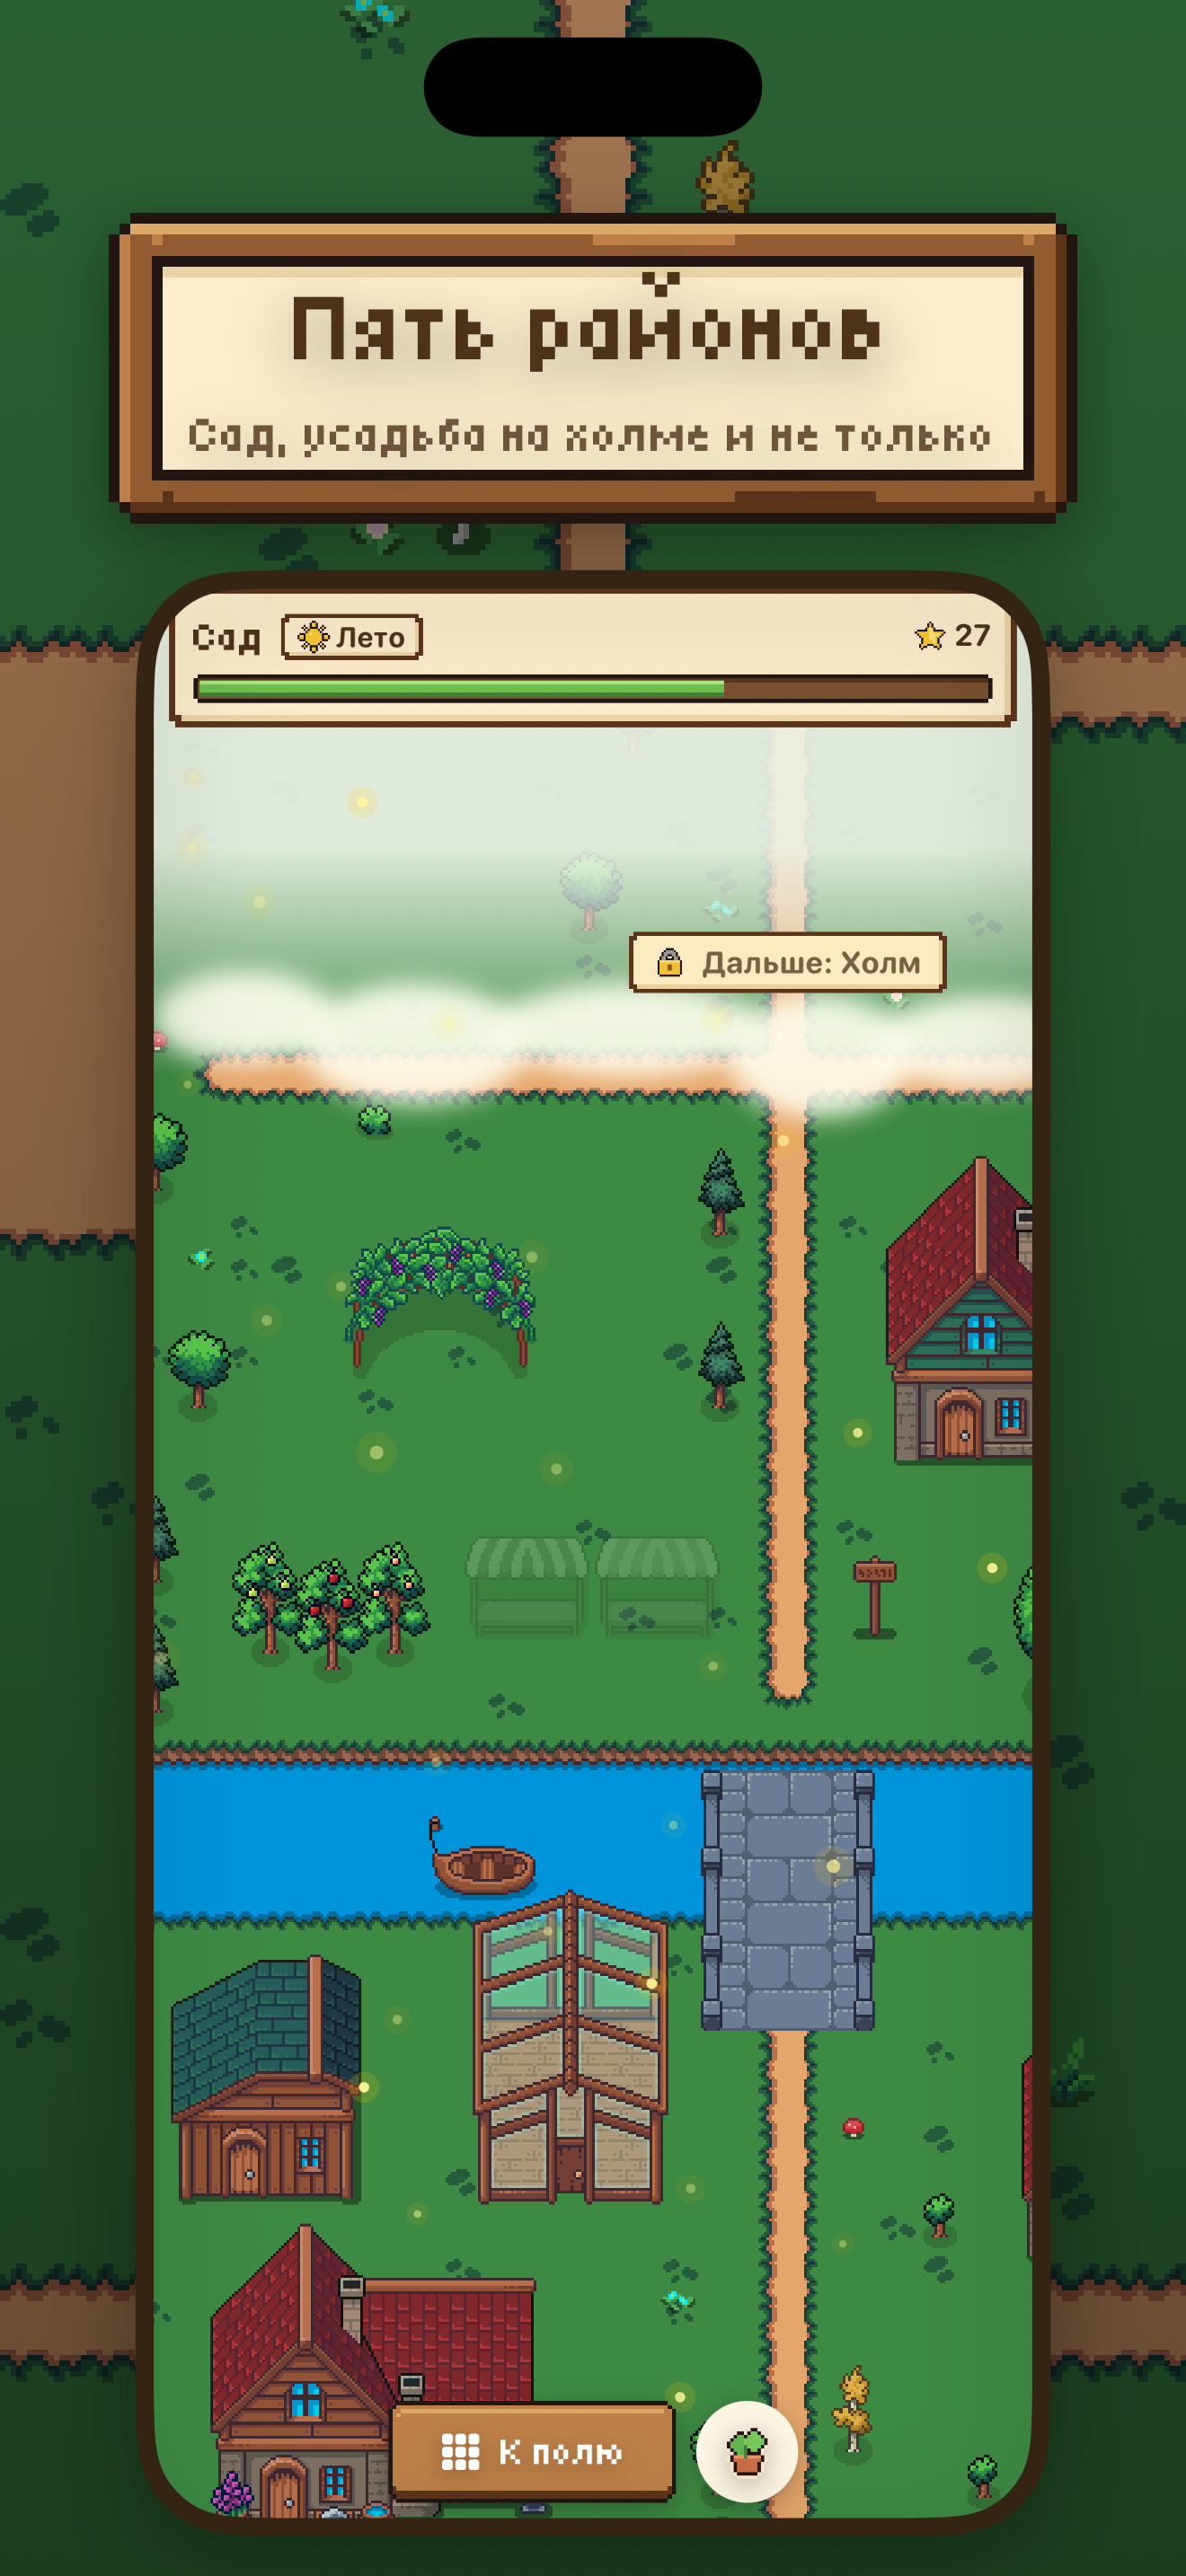 Пять районов
Сад, усадьба на холме и не только
Сад
Лето
27
Дальше: Холм
К полю